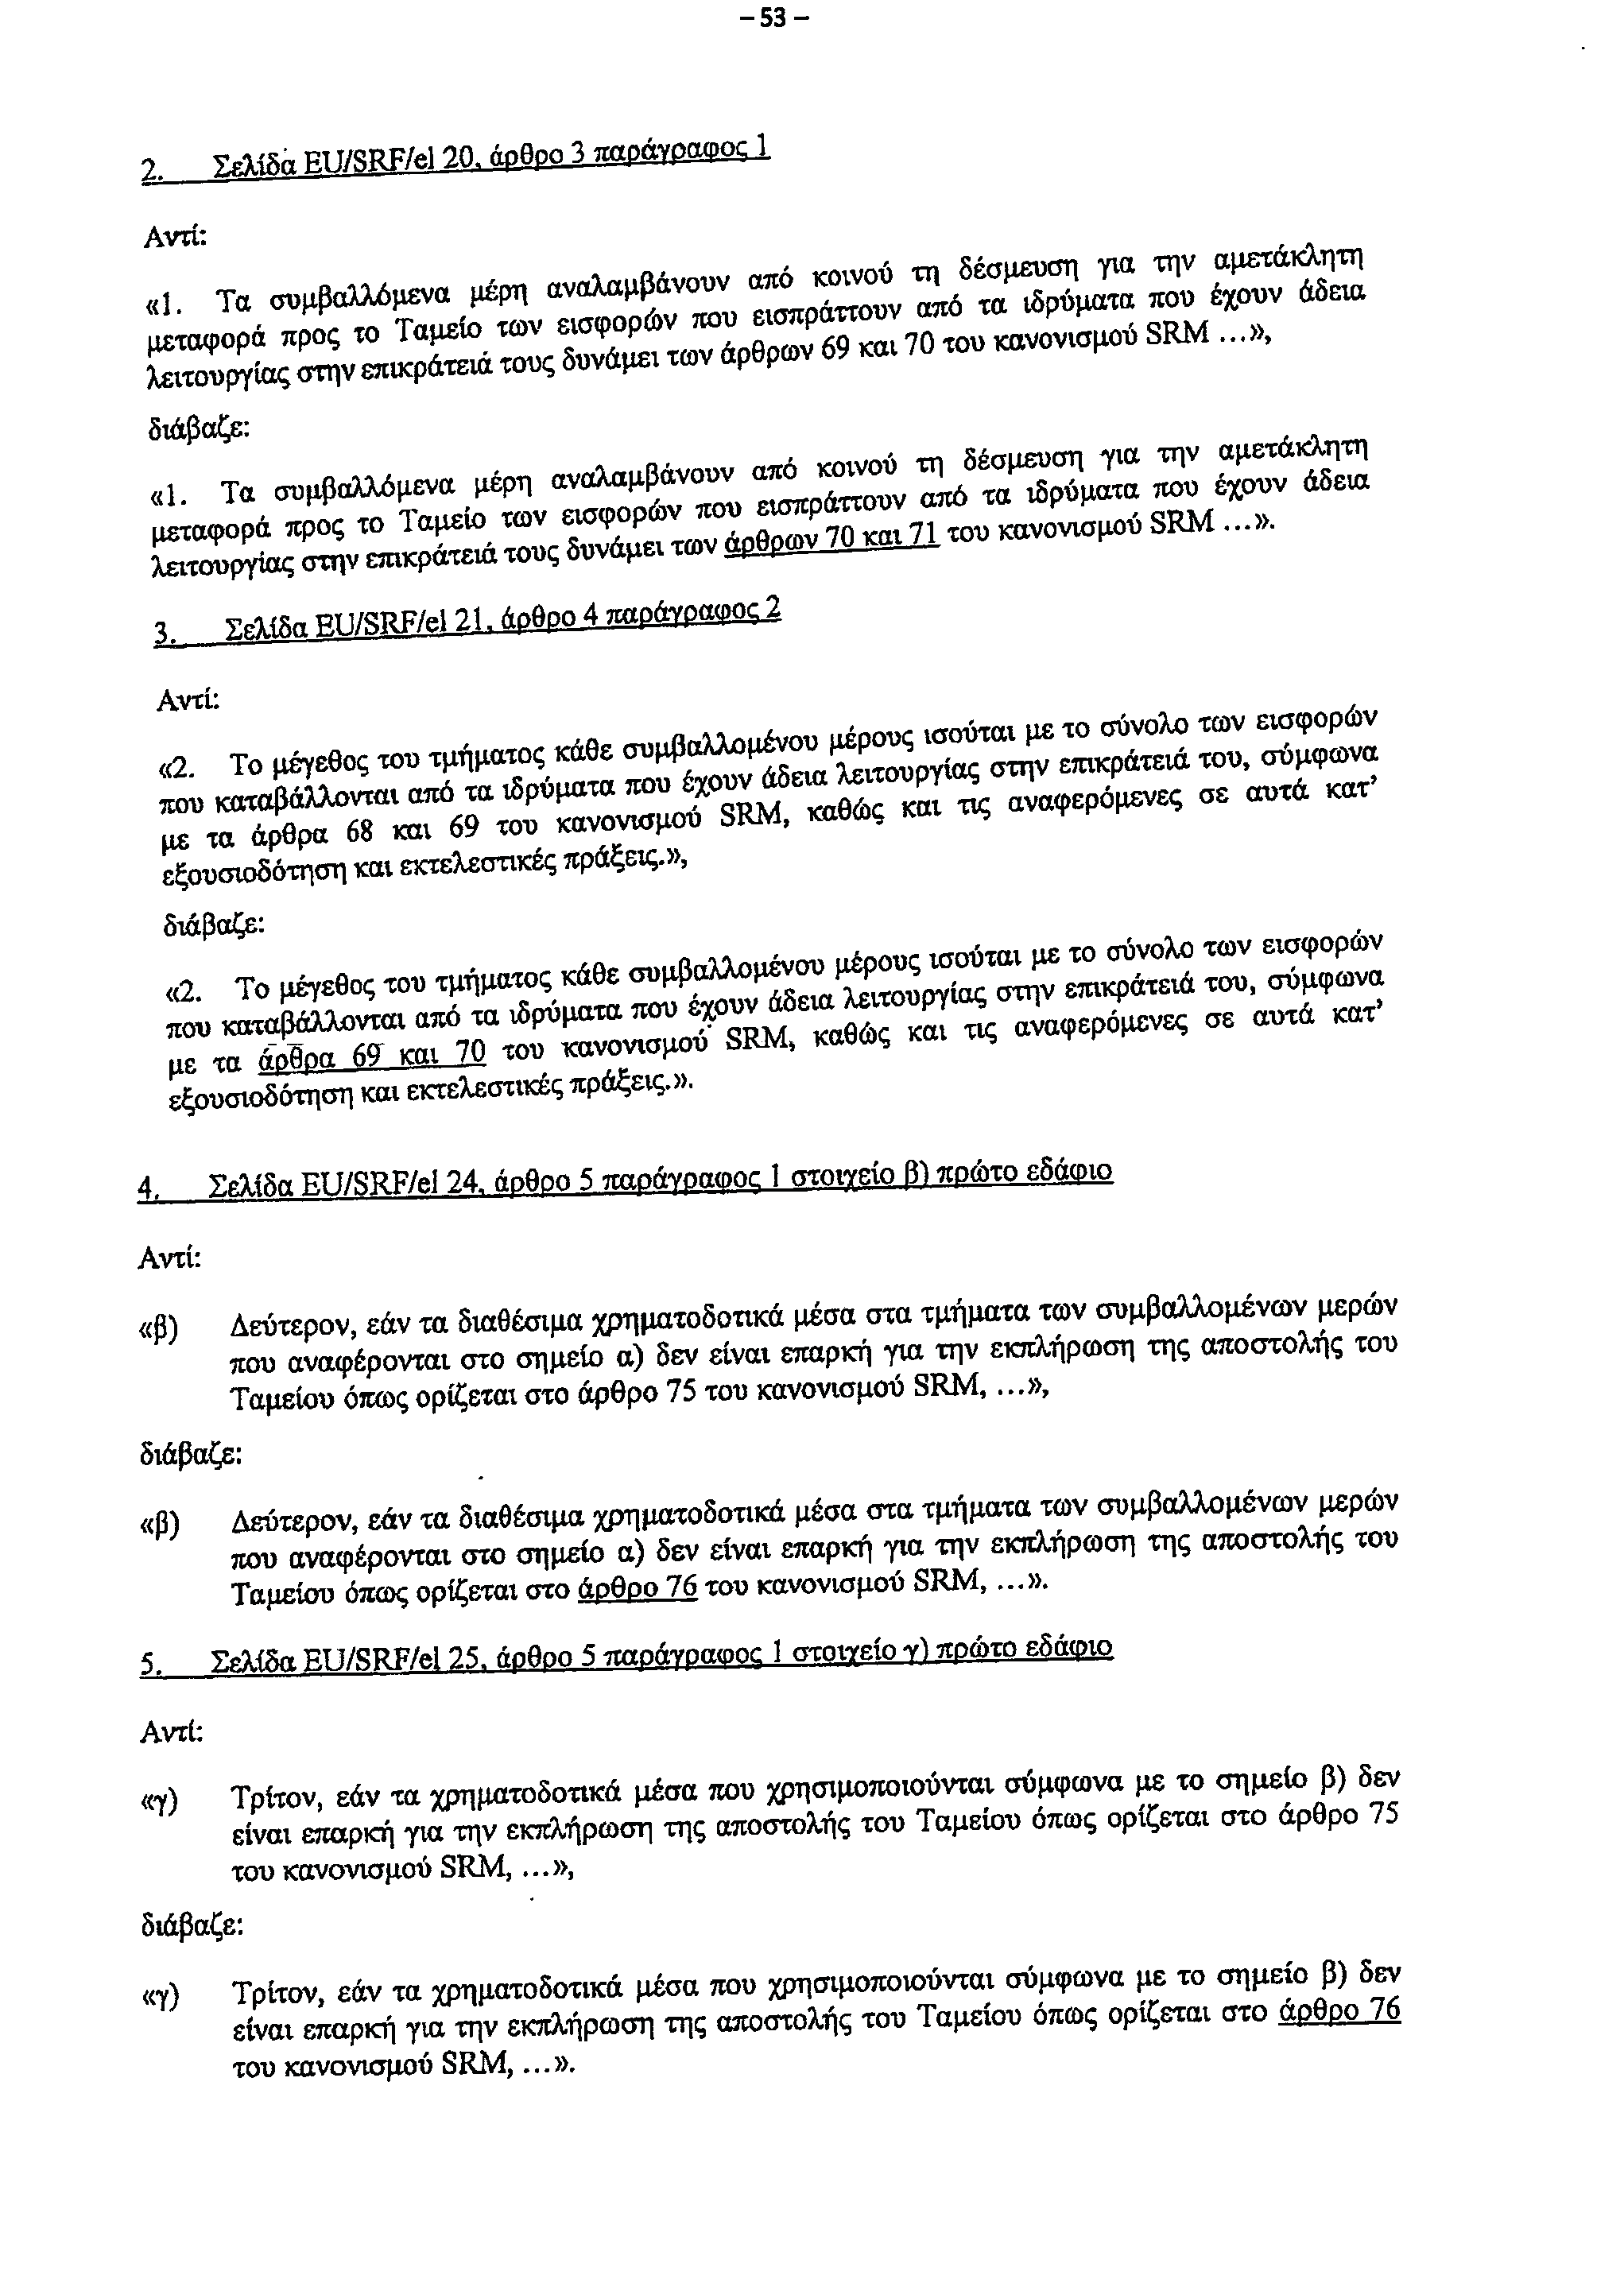 – 53 –
2. Σελίδα EU/SRF/el 20, άρθρο 3 παράγραφος 1
Αντί:
«1. Τα συμβαλλόμενα μέρη αναλαμβάνουν από κοινού τη δέσμευση για την αμετάκλητη
μεταφορά προς το Ταμείο των εισφορών που εισπράττουν από τα ιδρύματα που έχουν άδεια
λειτουργίας στην επικράτειά τους δυνάμει των άρθρων 69 και 70 του κανονισμού SRM ...»,
διάβαζε:
«1. Τα συμβαλλόμενα μέρη αναλαμβάνουν από κοινού τη δέσμευση για την αμετάκλητη
μεταφορά προς το Ταμείο των εισφορών που εισπράττουν από τα ιδρύματα που έχουν άδεια
λειτουργίας στην επικράτειά τους δυνάμει των άρθρων 70 και 71 του κανονισμού SRM ...».
3. Σελίδα EU/SRF/el 21, άρθρο 4 παράγραφος 2
Αντί:
«2. Το μέγεθος του τμήματος κάθε συμβαλλομένου μέρους ισούται με το σύνολο των εισφορών
που καταβάλλονται από τα ιδρύματα που έχουν άδεια λειτουργίας στην επικράτειά του, σύμφωνα
με τα άρθρα 68 και 69 του κανονισμού SRM, καθώς και τις αναφερόμενες σε αυτά κατ’
εξουσιοδότηση και εκτελεστικές πράξεις.»,
διάβαζε:
«2. Το μέγεθος του τμήματος κάθε συμβαλλομένου μέρους ισούται με το σύνολο των εισφορών
που καταβάλλονται από τα ιδρύματα που έχουν άδεια λειτουργίας στην επικράτειά του, σύμφωνα
με τα άρθρα 69 και 70 του κανονισμού SRM, καθώς και τις αναφερόμενες σε αυτά κατ’
εξουσιοδότηση και εκτελεστικές πράξεις.».
4. Σελίδα EU/SRF/el 24, άρθρο 5 παράγραφος 1 στοιχείο β) πρώτο εδάφιο
Αντί:
«β) Δεύτερον, εάν τα διαθέσιμα χρηματοδοτικά μέσα στα τμήματα των συμβαλλομένων μερών
που αναφέρονται στο σημείο α) δεν είναι επαρκή για την εκπλήρωση της αποστολής του
Ταμείου όπως ορίζεται στο άρθρο 75 του κανονισμού SRM, ...»,
διάβαζε:
«β) Δεύτερον, εάν τα διαθέσιμα χρηματοδοτικά μέσα στα τμήματα των συμβαλλομένων μερών
που αναφέρονται στο σημείο α) δεν είναι επαρκή για την εκπλήρωση της αποστολής του
Ταμείου όπως ορίζεται στο άρθρο 76 του κανονισμού SRM, ...».
5. Σελίδα EU/SRF/el 25, άρθρο 5 παράγραφος 1 στοιχείο γ) πρώτο εδάφιο
Αντί:
«γ) Τρίτον, εάν τα χρηματοδοτικά μέσα που χρησιμοποιούνται σύμφωνα με το σημείο β) δεν
είναι επαρκή για την εκπλήρωση της αποστολής του Ταμείου όπως ορίζεται στο άρθρο 75
του κανονισμού SRM, ...»,
διάβαζε:
«γ) Τρίτον, εάν τα χρηματοδοτικά μέσα που χρησιμοποιούνται σύμφωνα με το σημείο β) δεν
είναι επαρκή για την εκπλήρωση της αποστολής του Ταμείου όπως ορίζεται στο άρθρο 76
του κανονισμού SRM, ...».